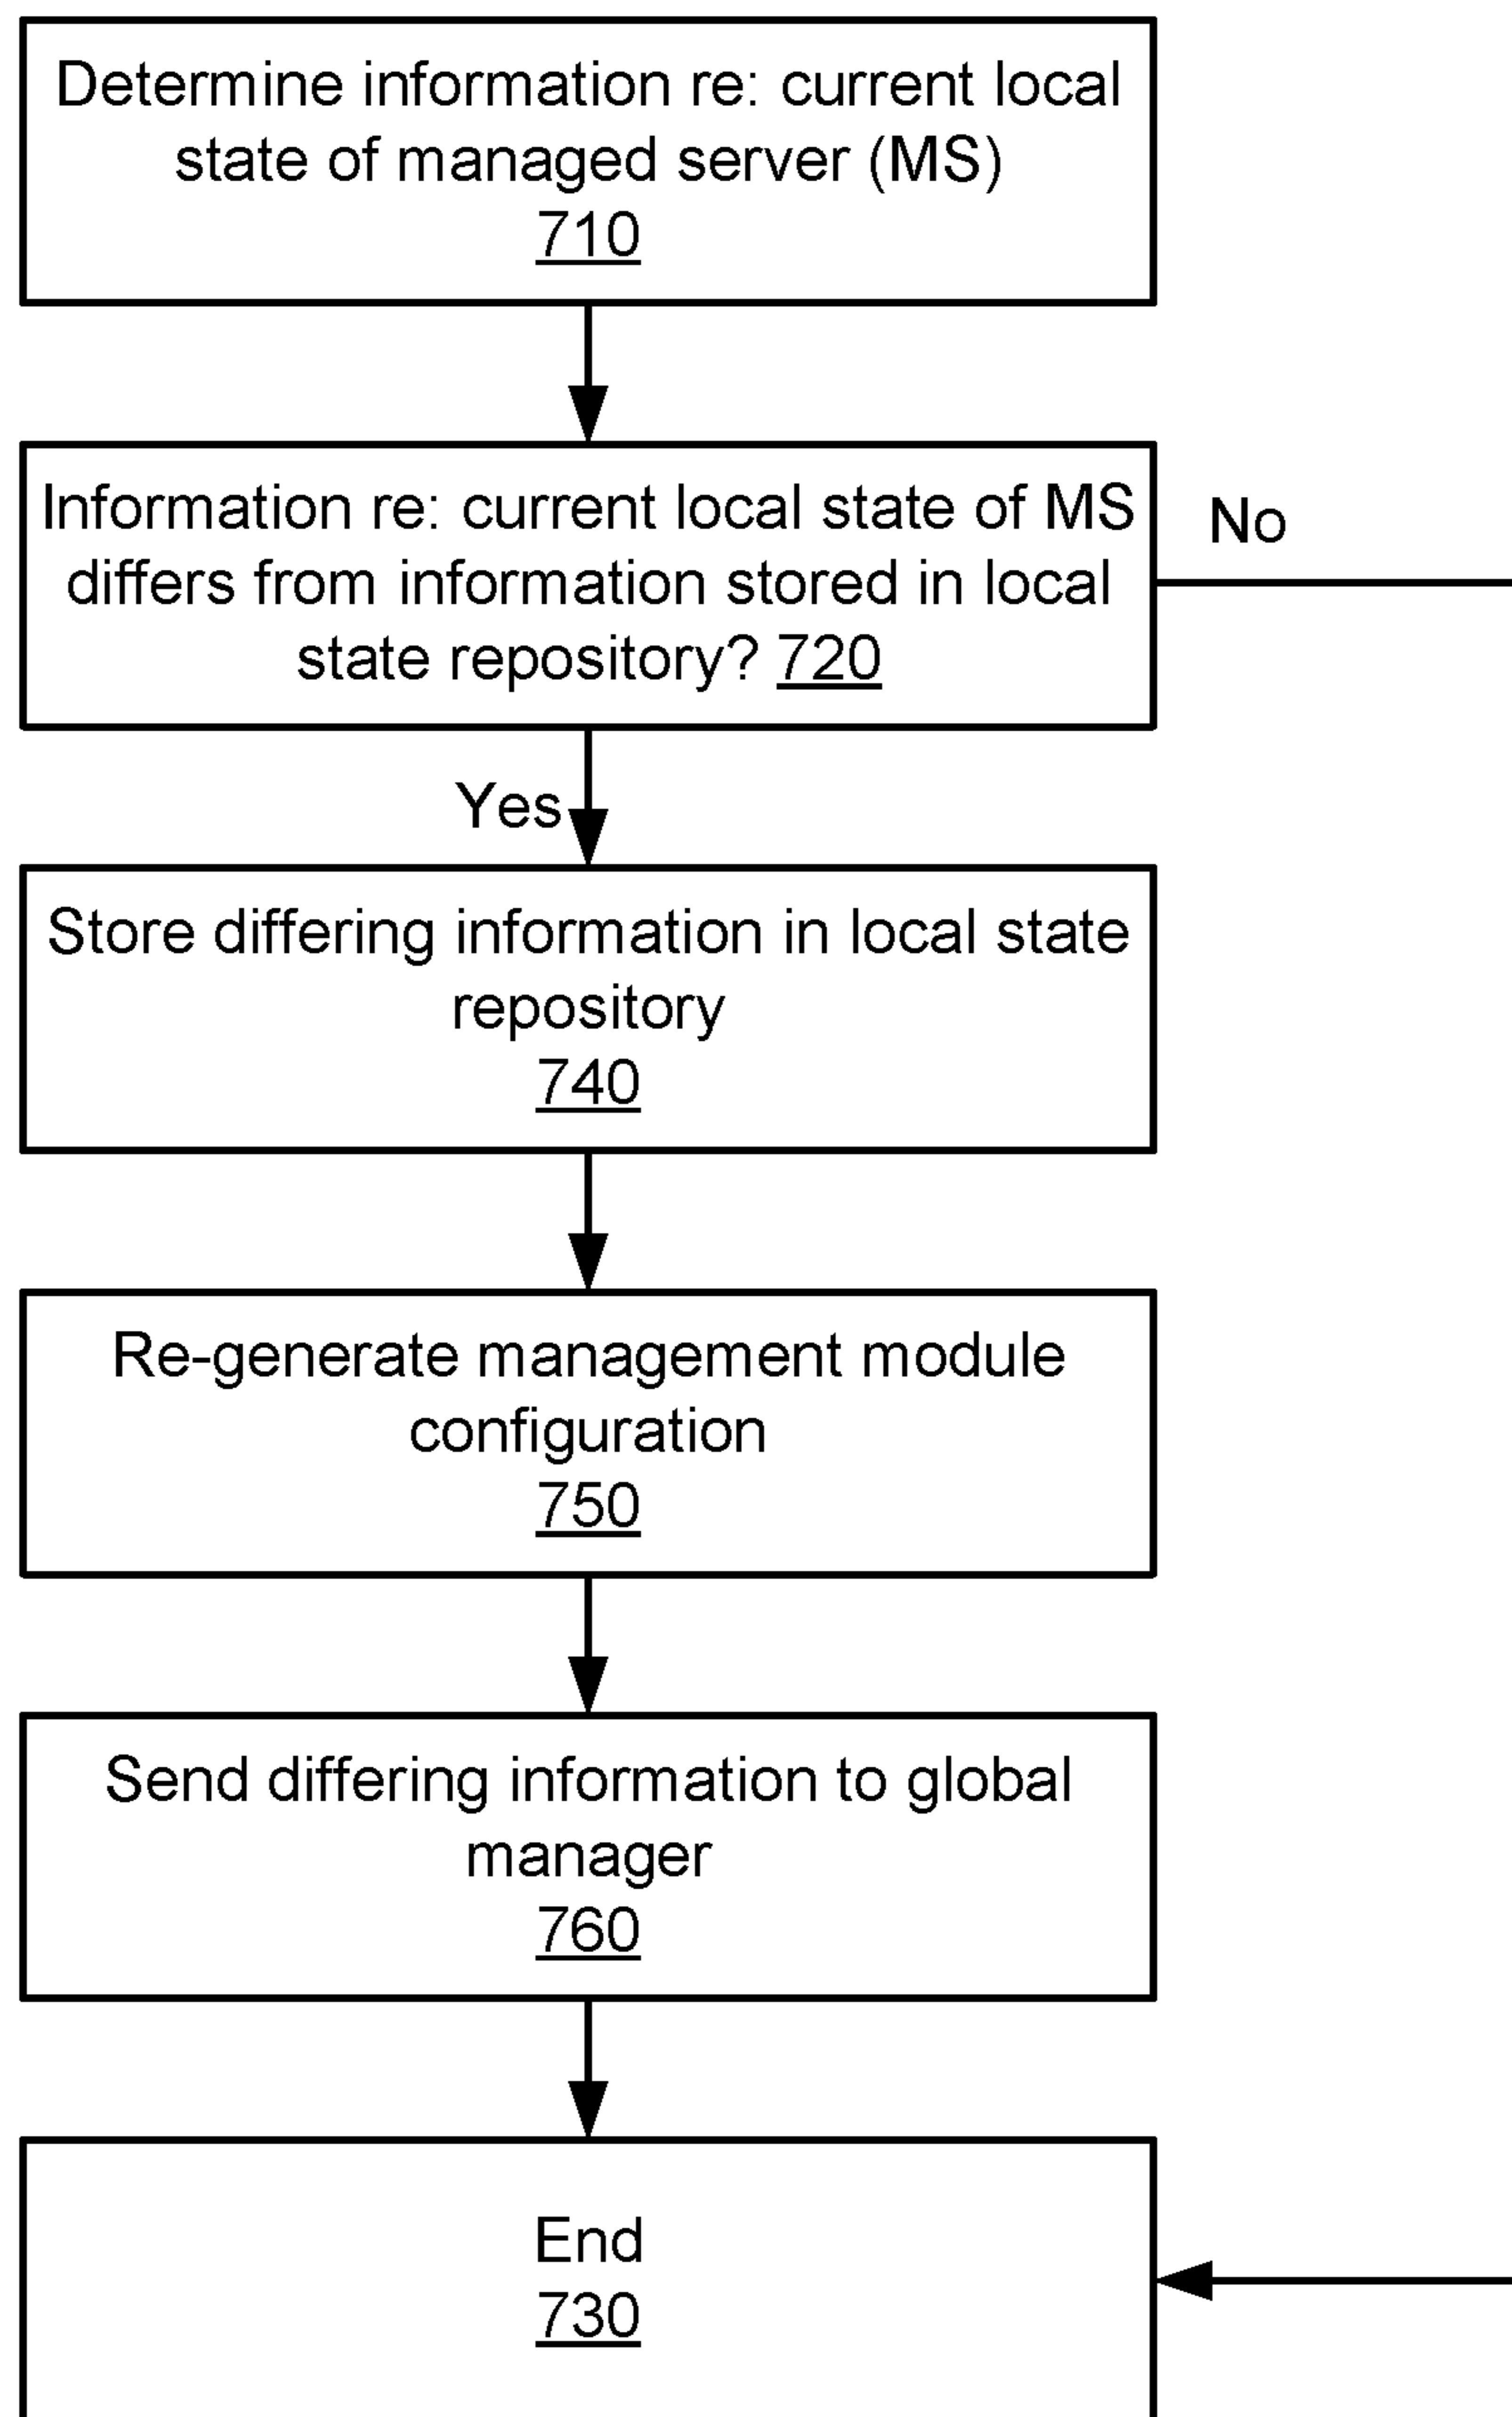 Determine information re: current local
state of managed server (MS)
710
Information re: current local state of MS
differs from information stored in local
state repository? 720
No
Yes
Store differing information in local state
repository
740
Re-generate management module
configuration
750
Send differing information to global
manager
760
End
730